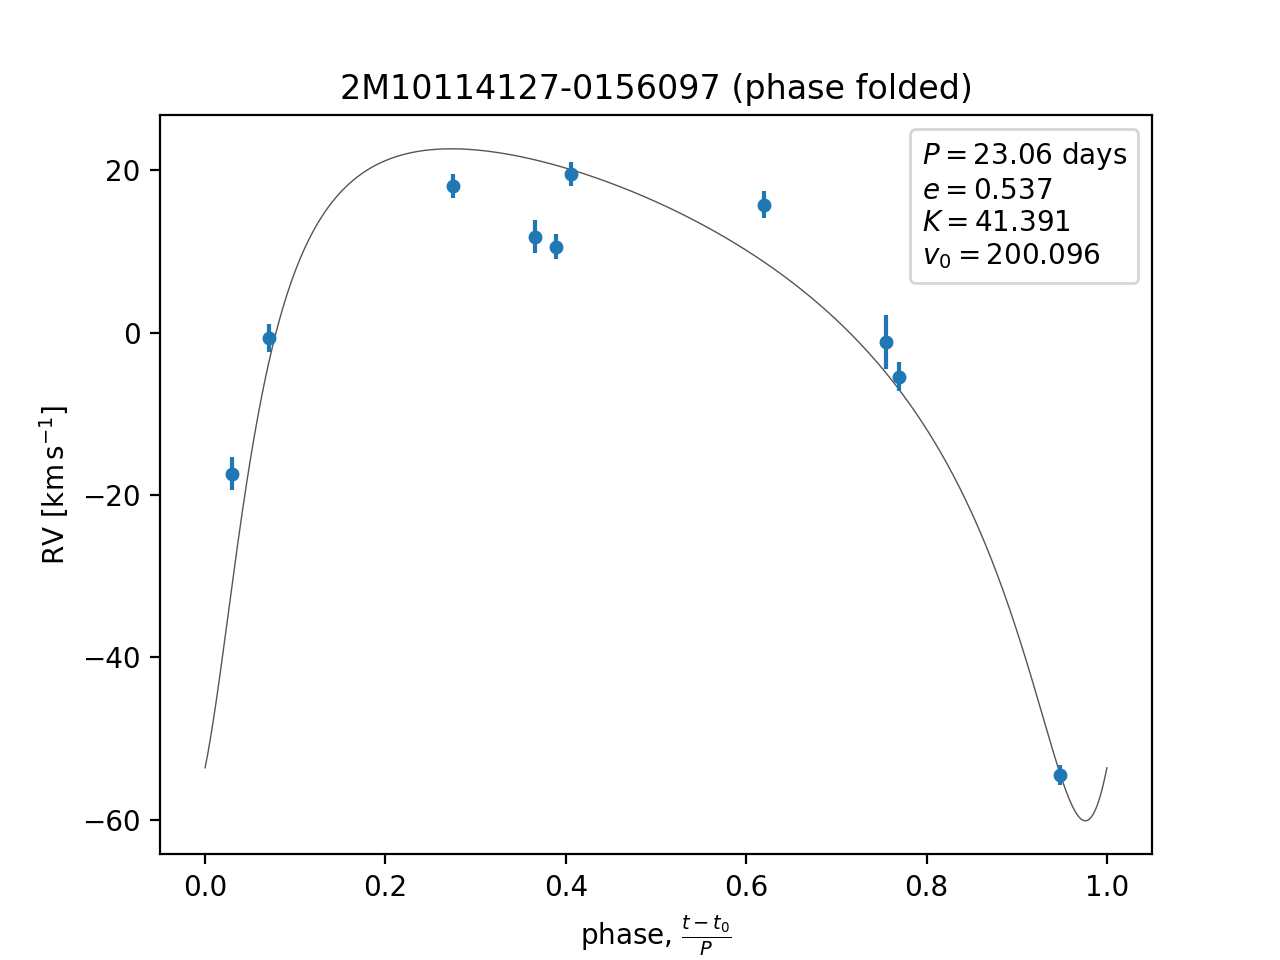 2M10114127-0156097 (phase folded)
P = 23.06 days
e = 0.537
K = 41.391
v₀ = 200.096
20
0
−20
−40
−60
RV [km s⁻¹]
0.0 0.2 0.4 0.6 0.8 1.0
phase, (t − t₀)/P